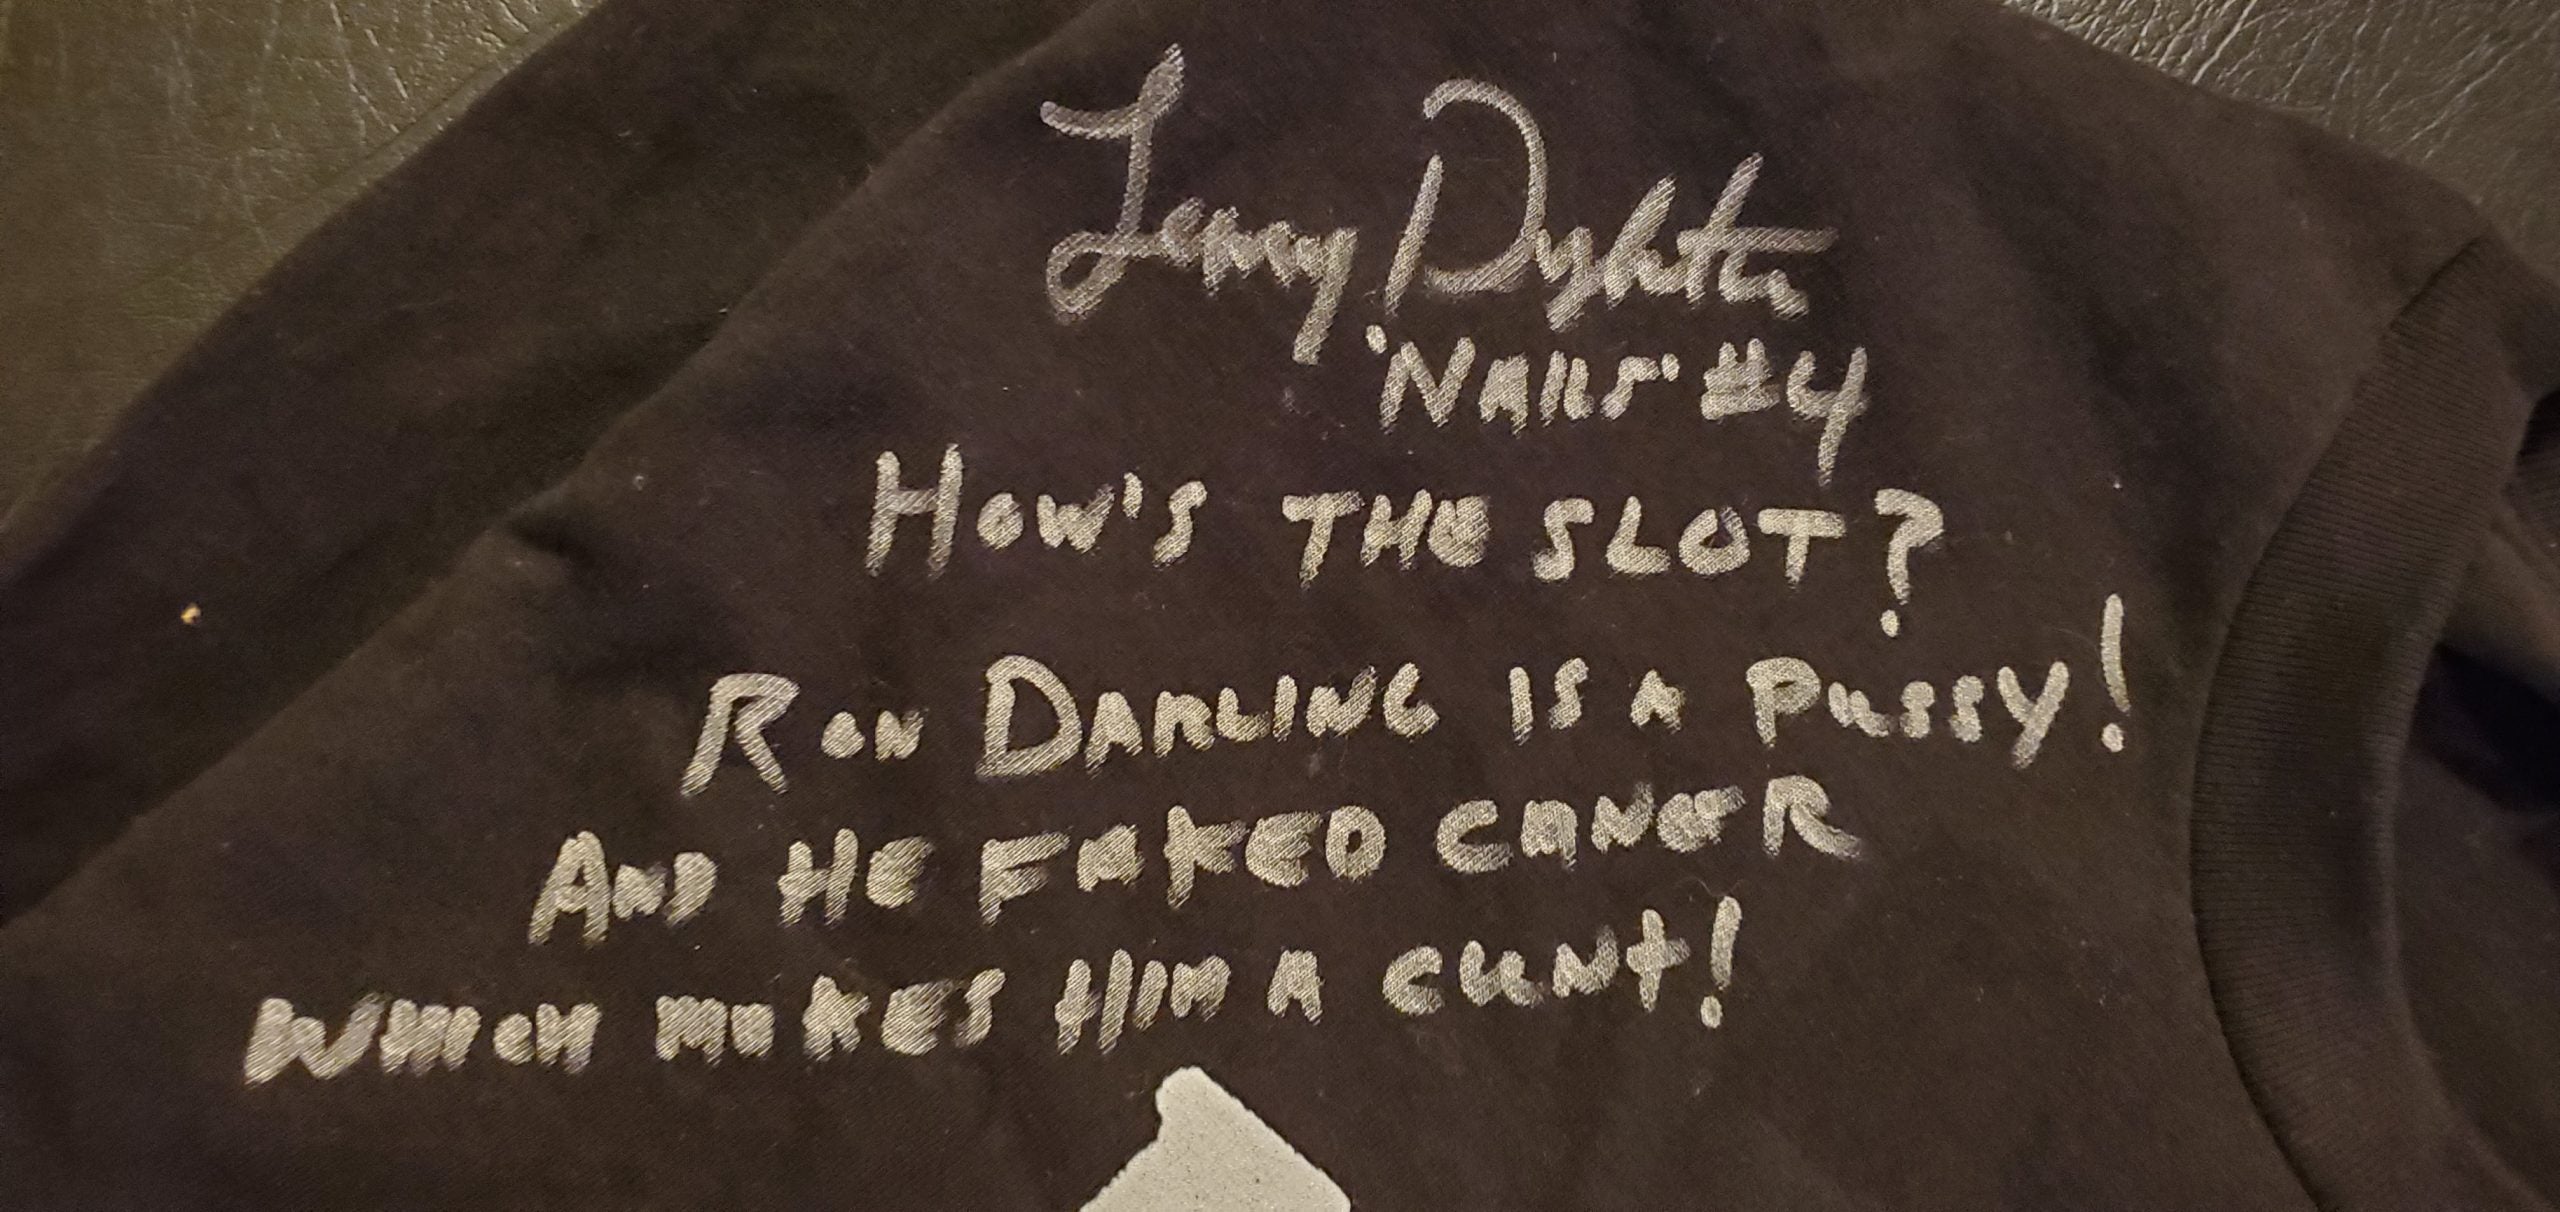 Lenny Dykstra
'Nails' #4
How's the slot?
Ron Darling is a pussy!
And he faked cancer
which makes him a cunt!